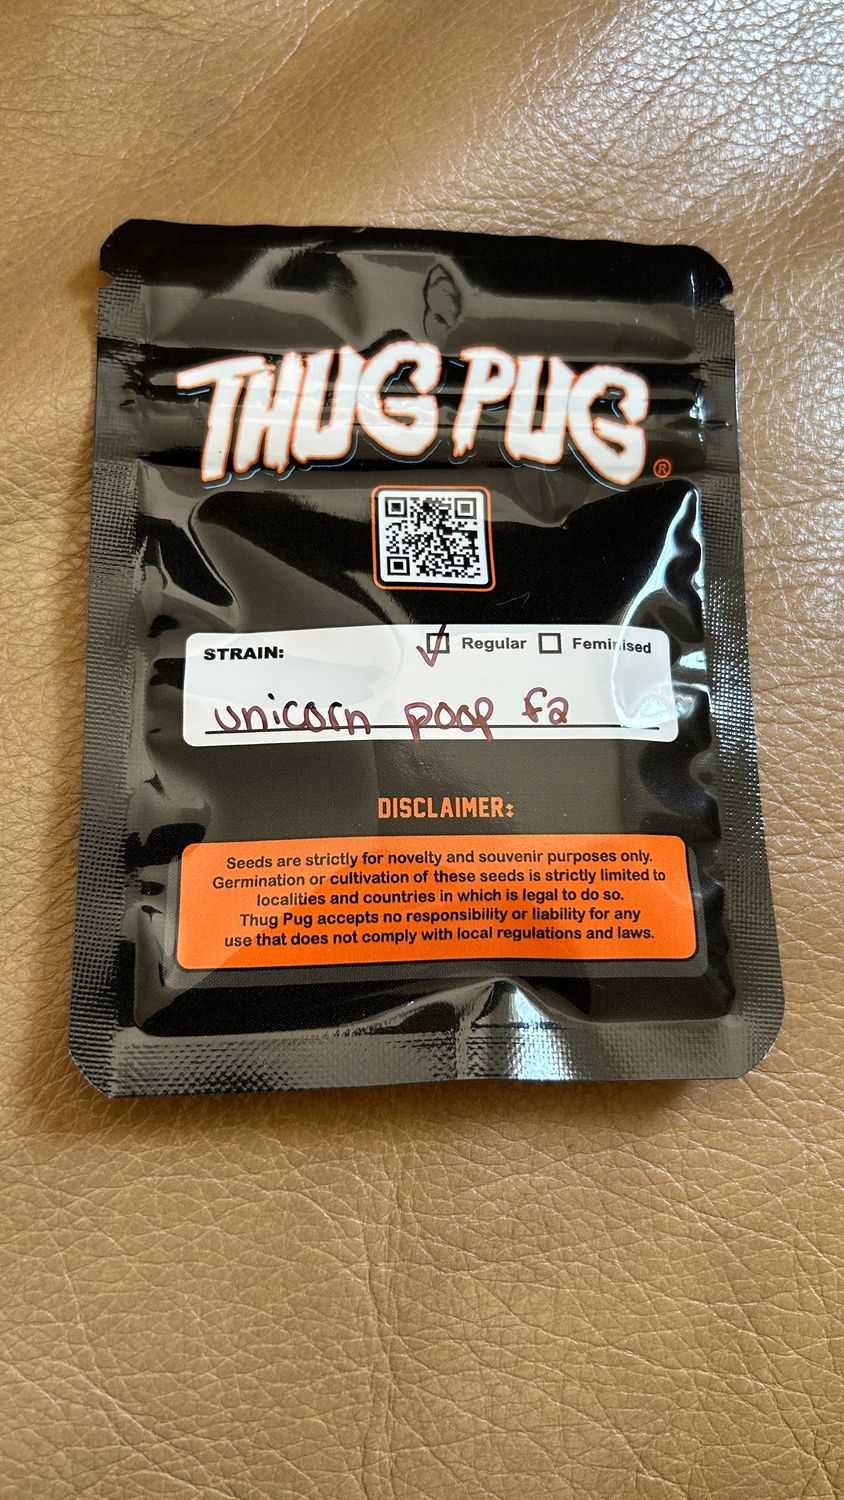 THUG PUG ®
STRAIN: Regular Feminised
unicorn poop f2
DISCLAIMER:
Seeds are strictly for novelty and souvenir purposes only.
Germination or cultivation of these seeds is strictly limited to
localities and countries in which is legal to do so.
Thug Pug accepts no responsibility or liability for any
use that does not comply with local regulations and laws.